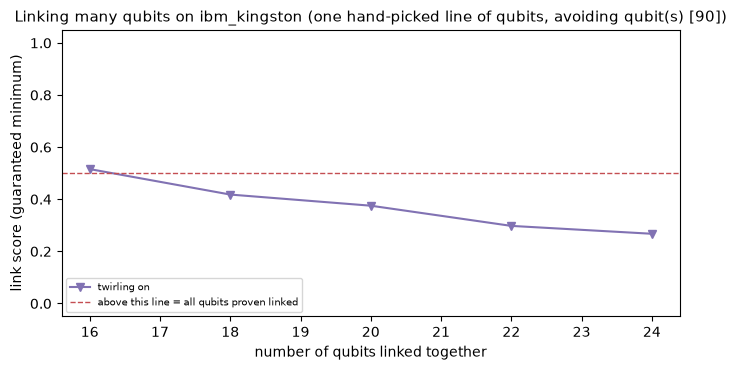 Linking many qubits on ibm_kingston (one hand-picked line of qubits, avoiding qubit(s) [90])
link score (guaranteed minimum)
1.0
0.8
0.6
0.4
0.2
0.0
twirling on
above this line = all qubits proven linked
16 17 18 19 20 21 22 23 24
number of qubits linked together